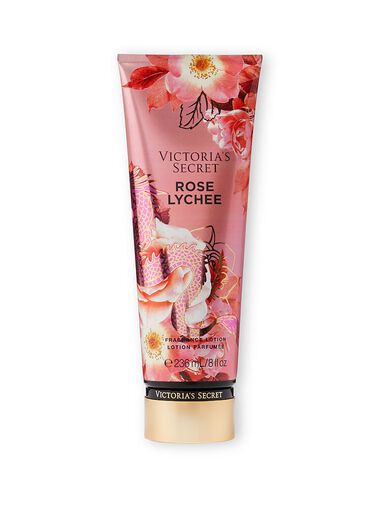 VICTORIA'S
SECRET
ROSE
LYCHEE
FRAGRANCE LOTION
LOTION PARFUMÉE
℮ 236 mL/8 fl oz
VICTORIA'S SECRET